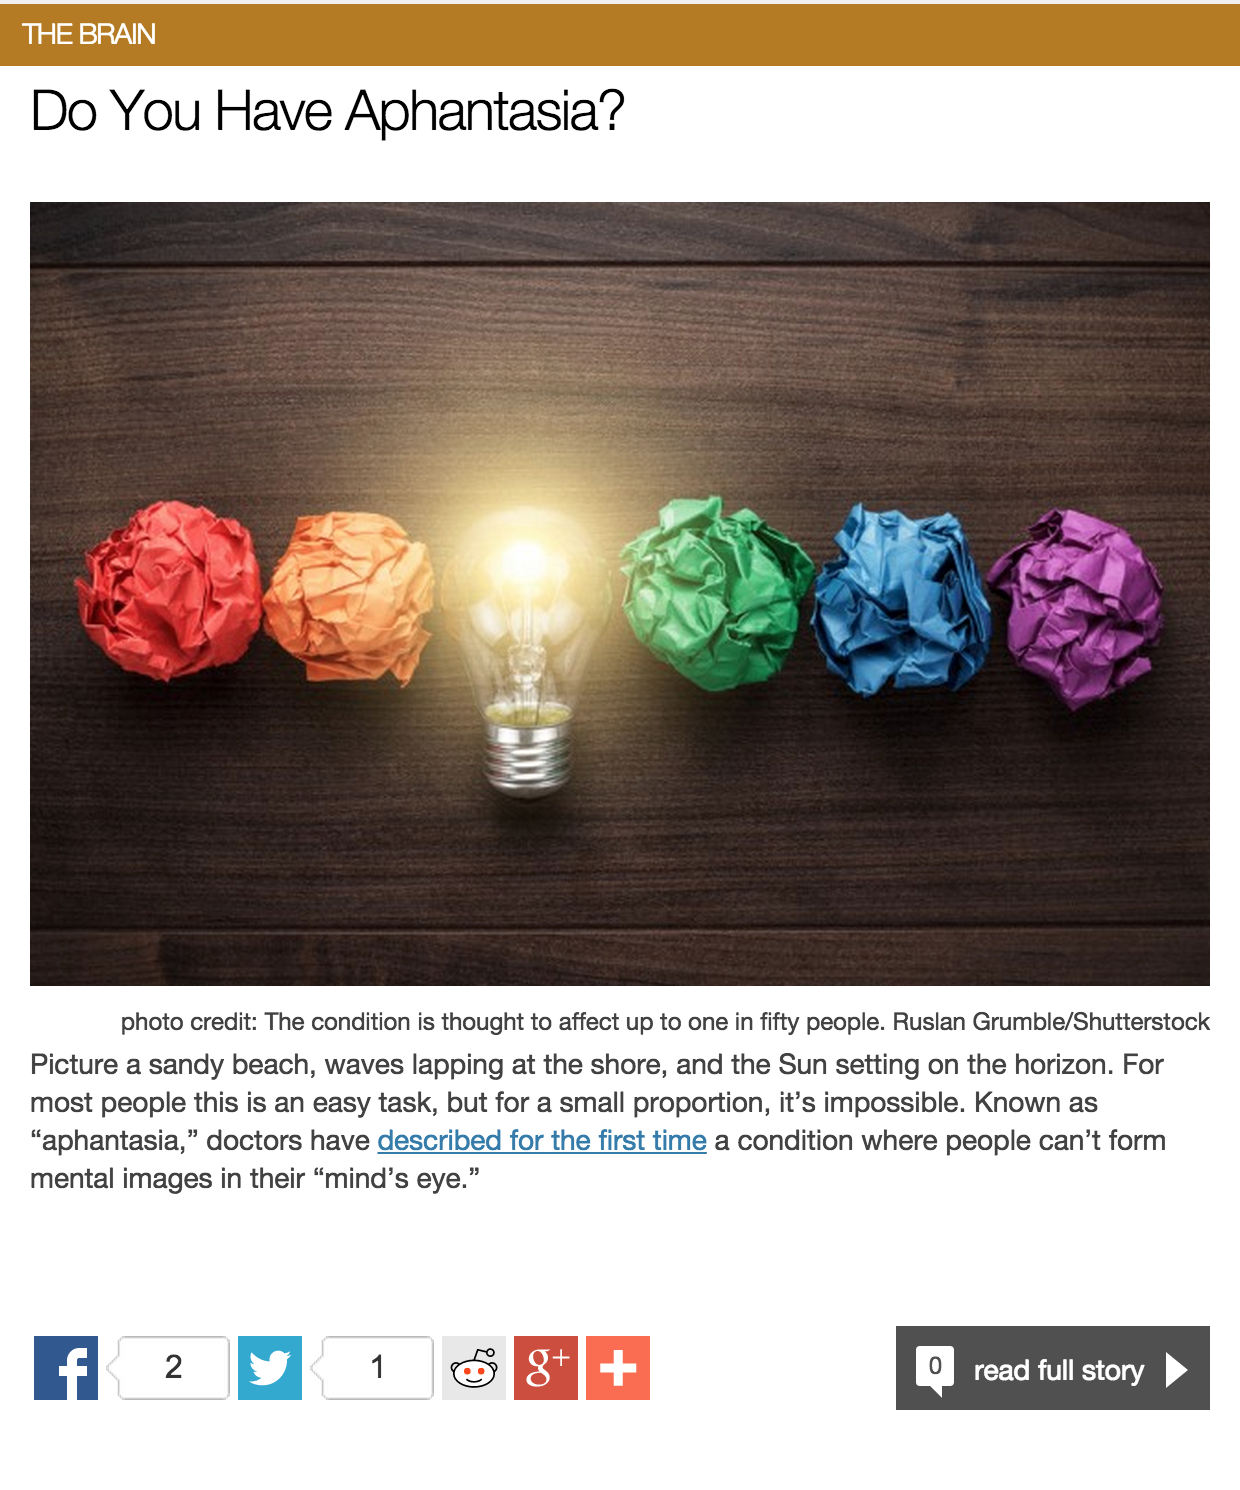 THE BRAIN
Do You Have Aphantasia?
photo credit: The condition is thought to affect up to one in fifty people. Ruslan Grumble/Shutterstock
Picture a sandy beach, waves lapping at the shore, and the Sun setting on the horizon. For
most people this is an easy task, but for a small proportion, it’s impossible. Known as
“aphantasia,” doctors have described for the first time a condition where people can’t form
mental images in their “mind’s eye.”
f 2 1 g+ 0 read full story